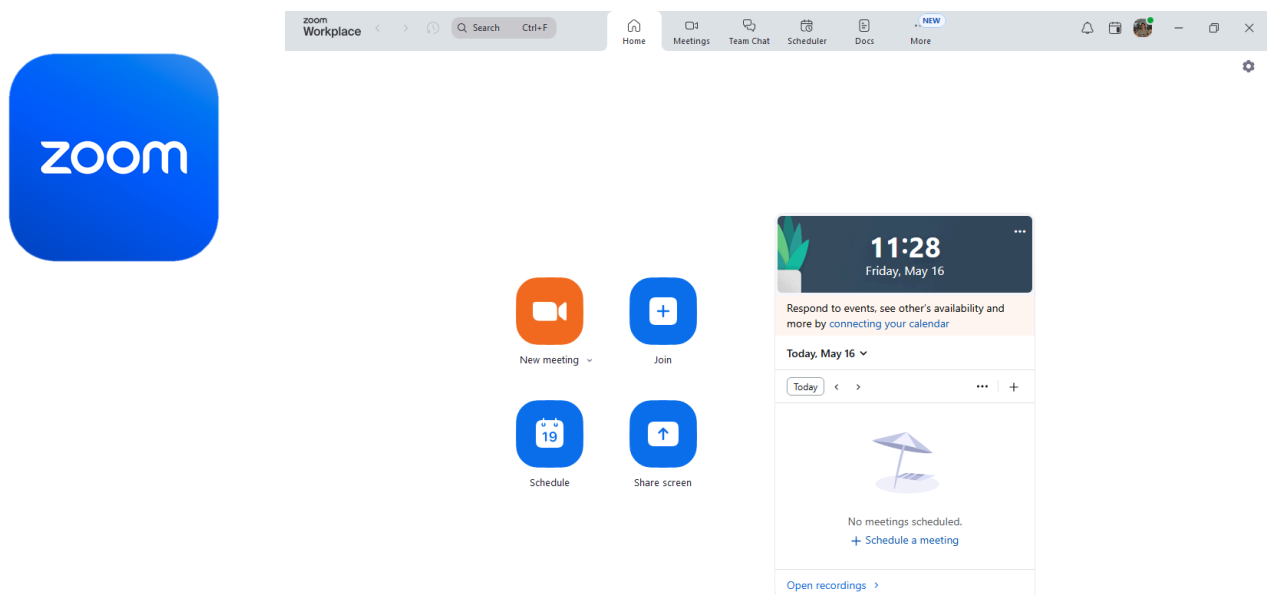 zoom
zoom
Workplace
Search Ctrl+F
Home
Meetings
Team Chat
Scheduler
Docs
NEW
More
11:28
Friday, May 16
Respond to events, see other's availability and
more by connecting your calendar
Today, May 16
Today
New meeting
Join
19
Schedule
Share screen
No meetings scheduled.
+ Schedule a meeting
Open recordings